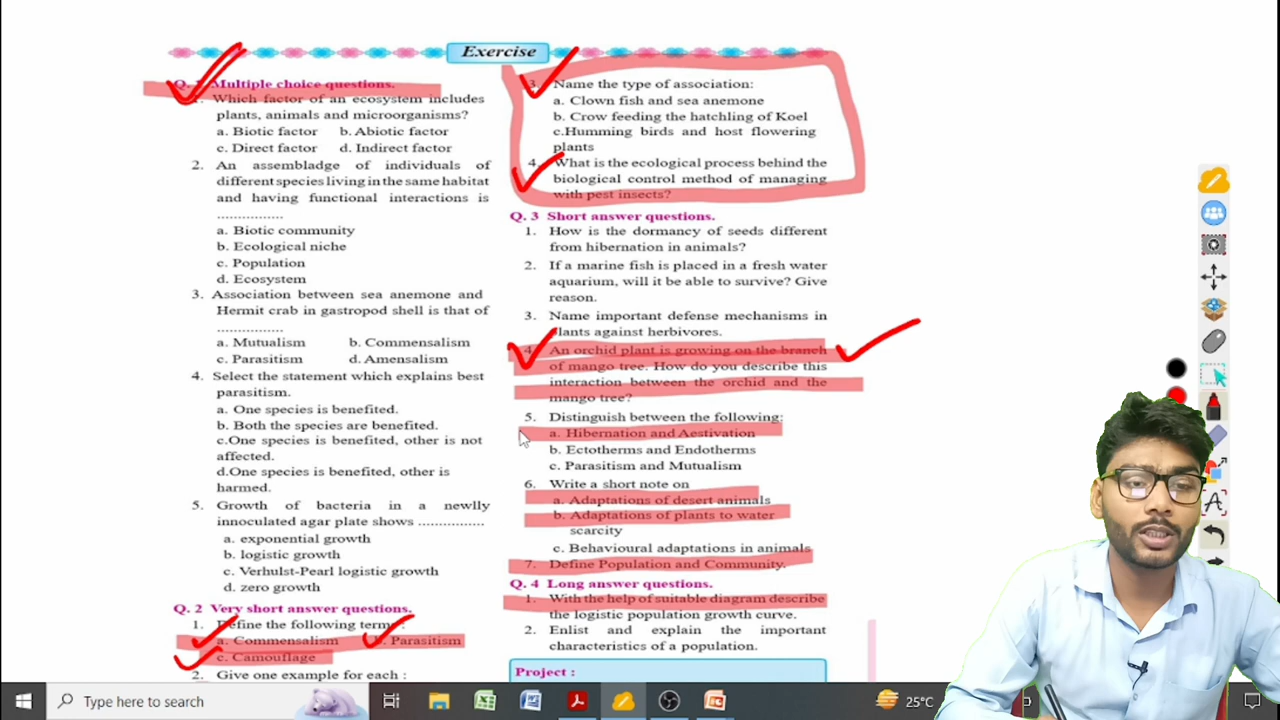 Exercise
Q. 1 Multiple choice questions.
1. Which factor of an ecosystem includes
plants, animals and microorganisms?
a. Biotic factor b. Abiotic factor
c. Direct factor d. Indirect factor
2. An assembladge of individuals of
different species living in the same habitat
and having functional interactions is
................
a. Biotic community
b. Ecological niche
c. Population
d. Ecosystem
3. Association between sea anemone and
Hermit crab in gastropod shell is that of
................
a. Mutualism b. Commensalism
c. Parasitism d. Amensalism
4. Select the statement which explains best
parasitism.
a. One species is benefited.
b. Both the species are benefited.
c.One species is benefited, other is not
affected.
d.One species is benefited, other is
harmed.
5. Growth of bacteria in a newlly
innoculated agar plate shows ................
a. exponential growth
b. logistic growth
c. Verhulst-Pearl logistic growth
d. zero growth
Q. 2 Very short answer questions.
1. Define the following terms :
a. Commensalism b. Parasitism
c. Camouflage
2. Give one example for each :
3. Name the type of association:
a. Clown fish and sea anemone
b. Crow feeding the hatchling of Koel
c.Humming birds and host flowering
plants
4. What is the ecological process behind the
biological control method of managing
with pest insects?
Q. 3 Short answer questions.
1. How is the dormancy of seeds different
from hibernation in animals?
2. If a marine fish is placed in a fresh water
aquarium, will it be able to survive? Give
reason.
3. Name important defense mechanisms in
plants against herbivores.
4. An orchid plant is growing on the branch
of mango tree. How do you describe this
interaction between the orchid and the
mango tree?
5. Distinguish between the following:
a. Hibernation and Aestivation
b. Ectotherms and Endotherms
c. Parasitism and Mutualism
6. Write a short note on
a. Adaptations of desert animals
b. Adaptations of plants to water
scarcity
c. Behavioural adaptations in animals
7. Define Population and Community.
Q. 4 Long answer questions.
1. With the help of suitable diagram describe
the logistic population growth curve.
2. Enlist and explain the important
characteristics of a population.
Project :
Type here to search
25°C